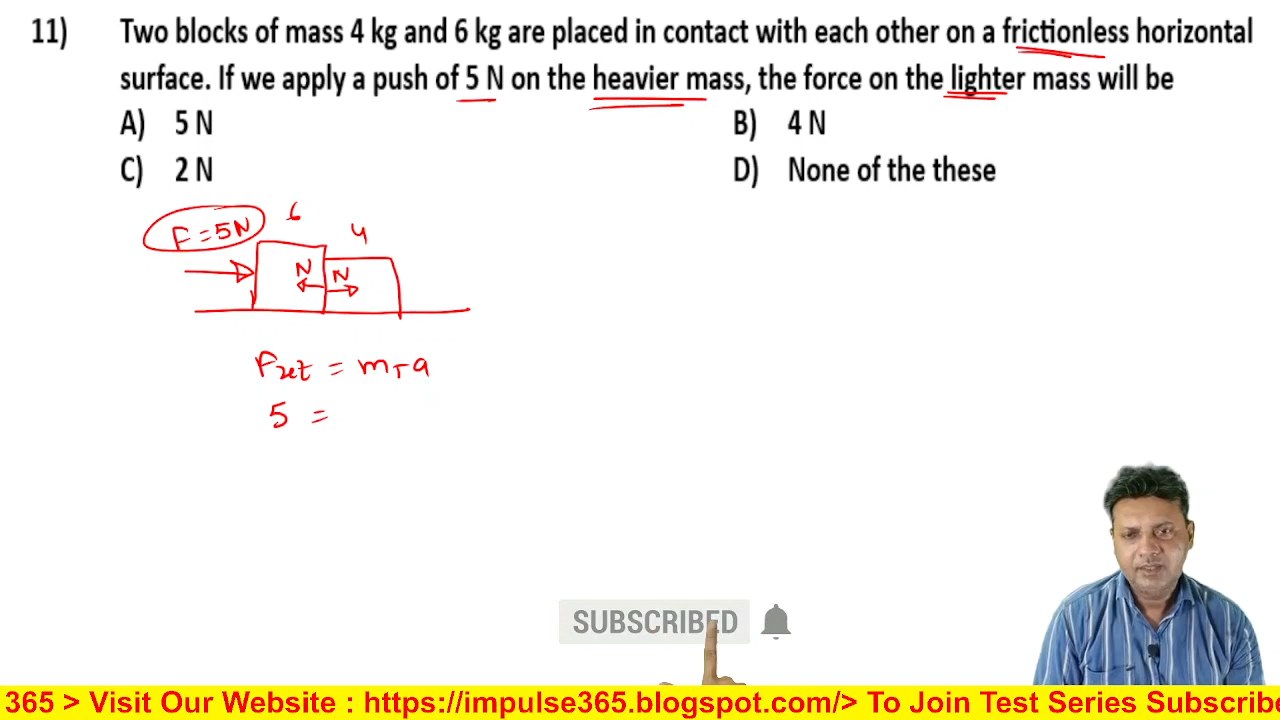 11) Two blocks of mass 4 kg and 6 kg are placed in contact with each other on a frictionless horizontal
surface. If we apply a push of 5 N on the heavier mass, the force on the lighter mass will be
A) 5 N B) 4 N
C) 2 N D) None of the these
F = 5N 6 4
N N
Fnet = mT a
5 =
SUBSCRIBED
365 > Visit Our Website : https://impulse365.blogspot.com/> To Join Test Series Subscribe